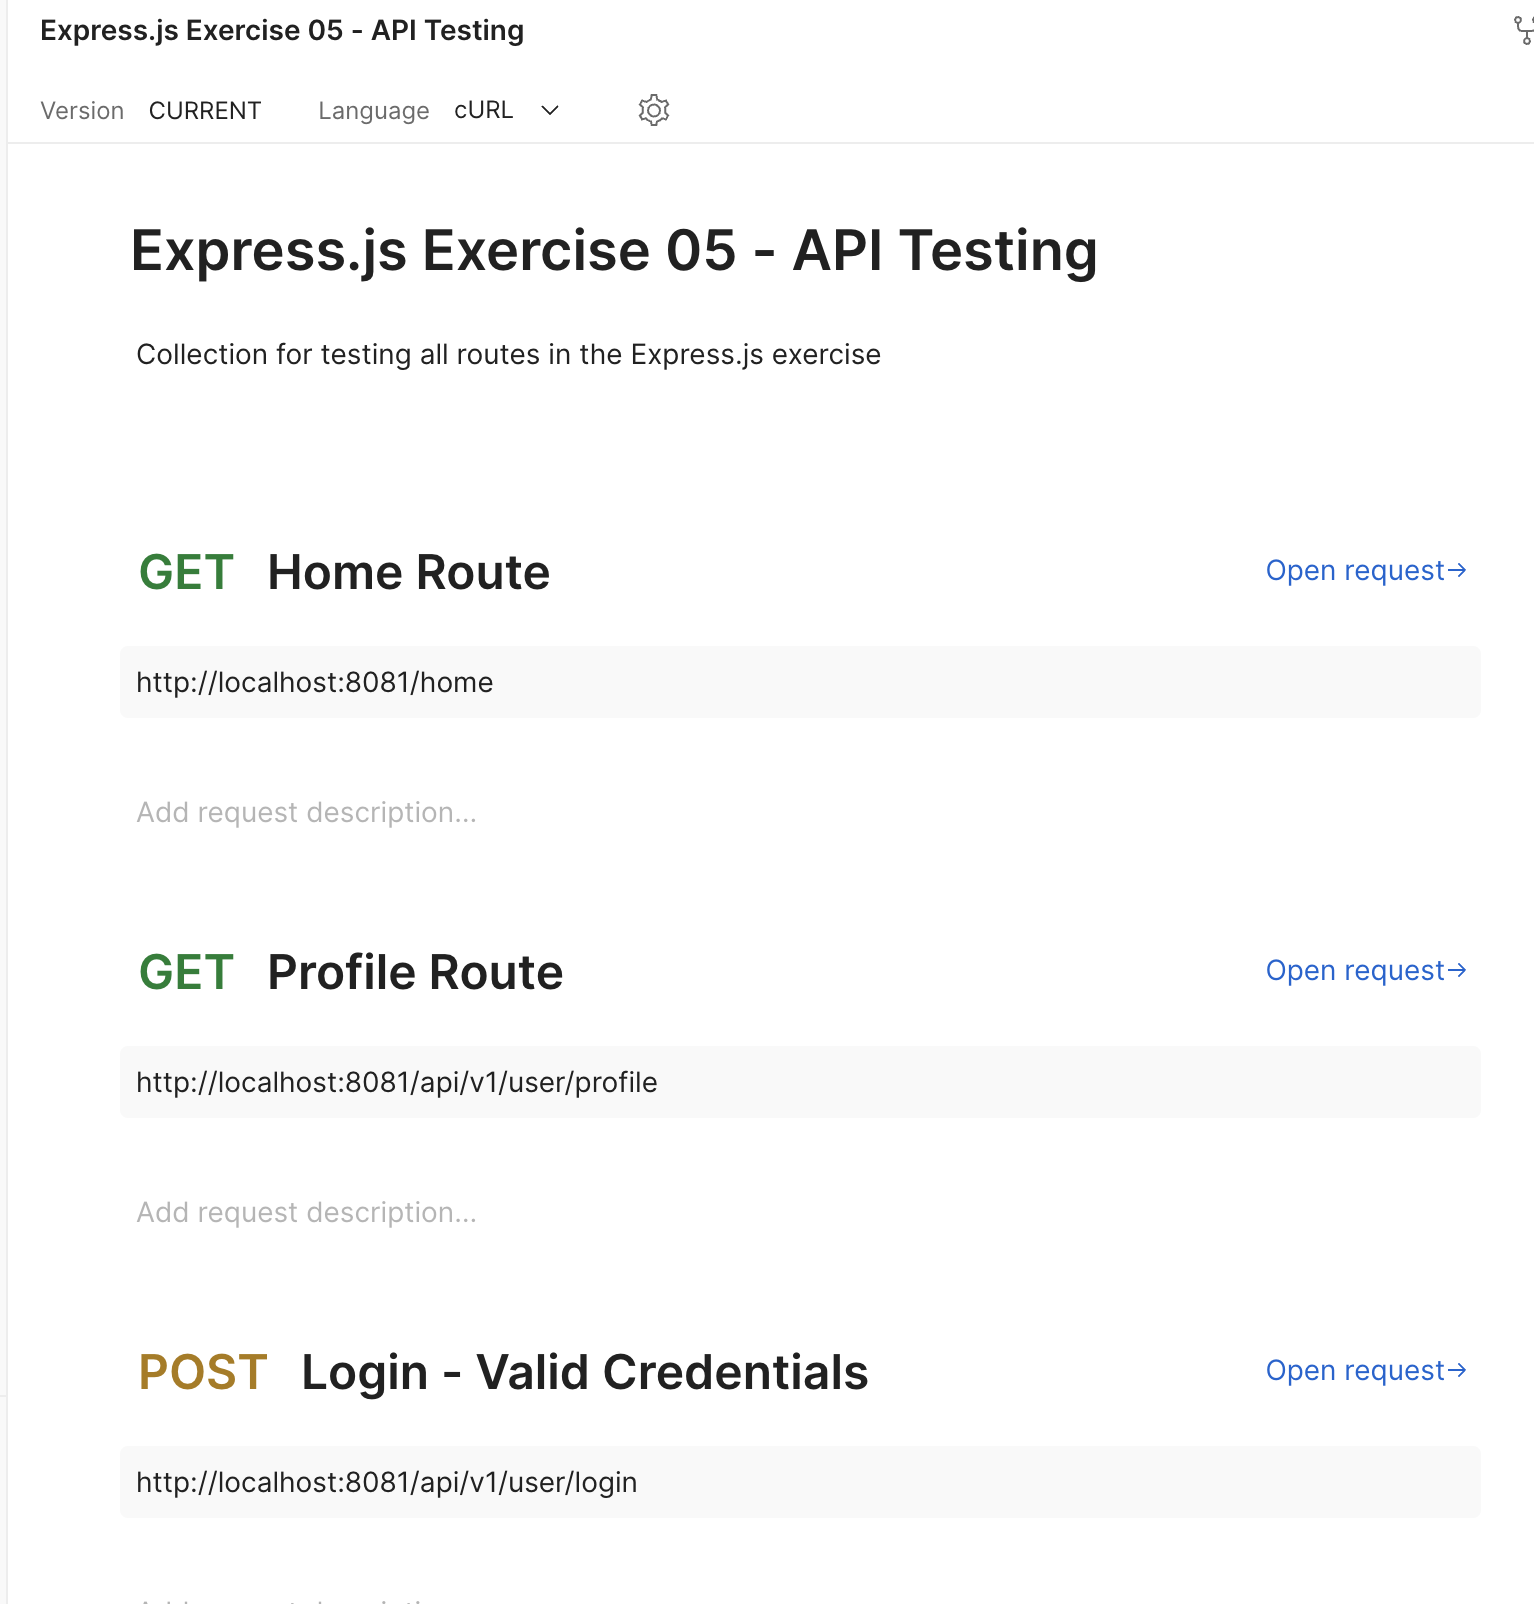 Express.js Exercise 05 - API Testing
Version CURRENT Language cURL
Express.js Exercise 05 - API Testing
Collection for testing all routes in the Express.js exercise
GET Home Route Open request→
http://localhost:8081/home
Add request description...
GET Profile Route Open request→
http://localhost:8081/api/v1/user/profile
Add request description...
POST Login - Valid Credentials Open request→
http://localhost:8081/api/v1/user/login